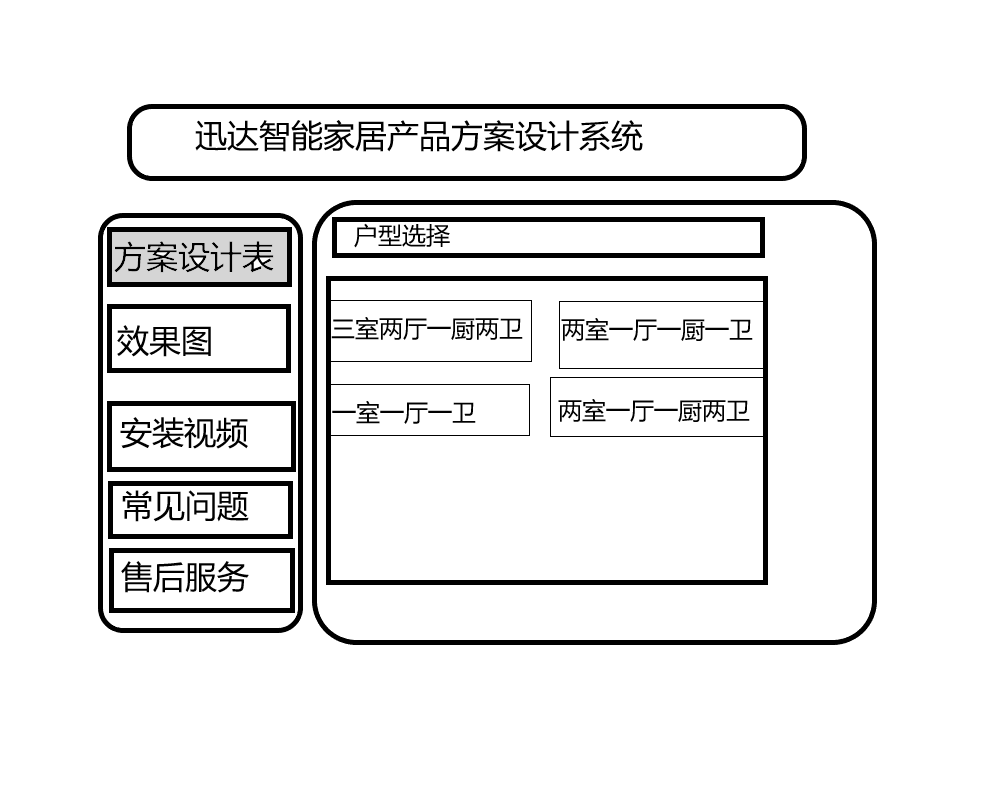 迅达智能家居产品方案设计系统
方案设计表
效果图
安装视频
常见问题
售后服务
户型选择
三室两厅一厨两卫
两室一厅一厨一卫
一室一厅一卫
两室一厅一厨两卫